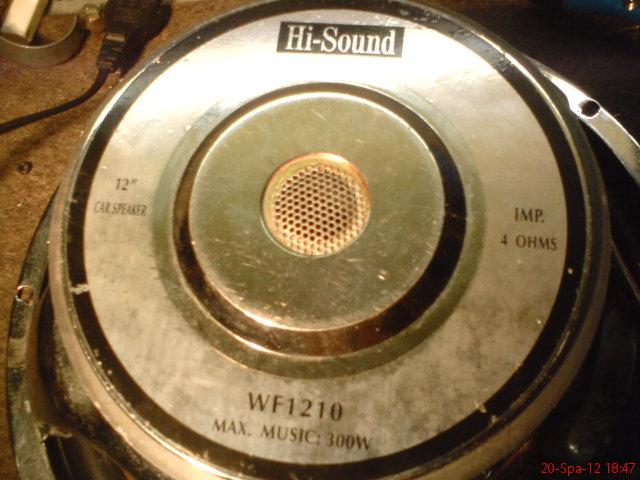 Hi-Sound
12"
CAR SPEAKER
IMP.
4 OHMS
WF1210
MAX. MUSIC: 300W
20-Spa-12 18:47